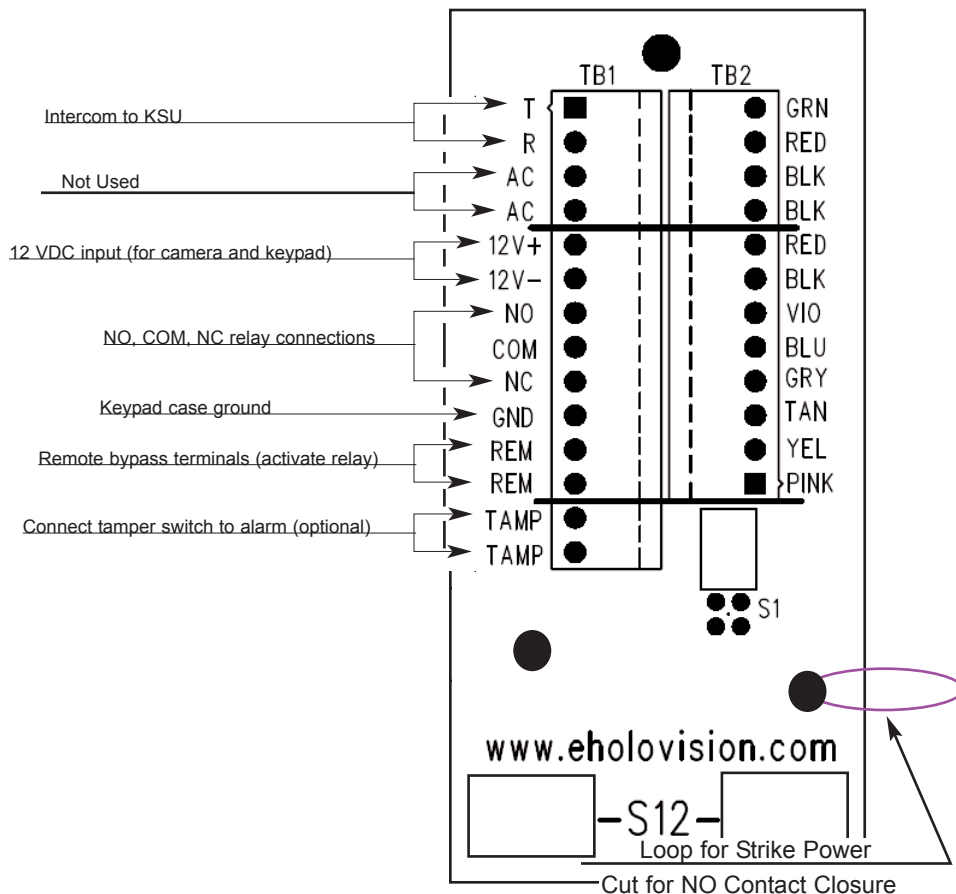 TB1 TB2
Intercom to KSU
T GRN
R RED
Not Used
AC BLK
AC BLK
12 VDC input (for camera and keypad)
12V+ RED
12V- BLK
NO, COM, NC relay connections
NO VIO
COM BLU
NC GRY
Keypad case ground
GND TAN
Remote bypass terminals (activate relay)
REM YEL
REM PINK
Connect tamper switch to alarm (optional)
TAMP
TAMP
S1
www.eholovision.com
-S12-
Loop for Strike Power
Cut for NO Contact Closure